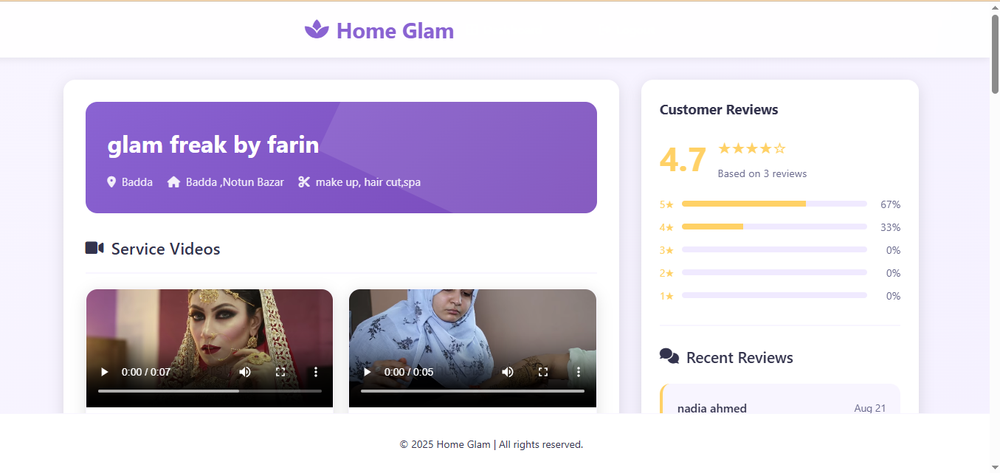 Home Glam
glam freak by farin
Badda Badda ,Notun Bazar make up, hair cut,spa
Service Videos
0:00 / 0:07
0:00 / 0:05
Customer Reviews
4.7 ★★★★☆
Based on 3 reviews
5★ 67%
4★ 33%
3★ 0%
2★ 0%
1★ 0%
Recent Reviews
nadia ahmed Aug 21
© 2025 Home Glam | All rights reserved.